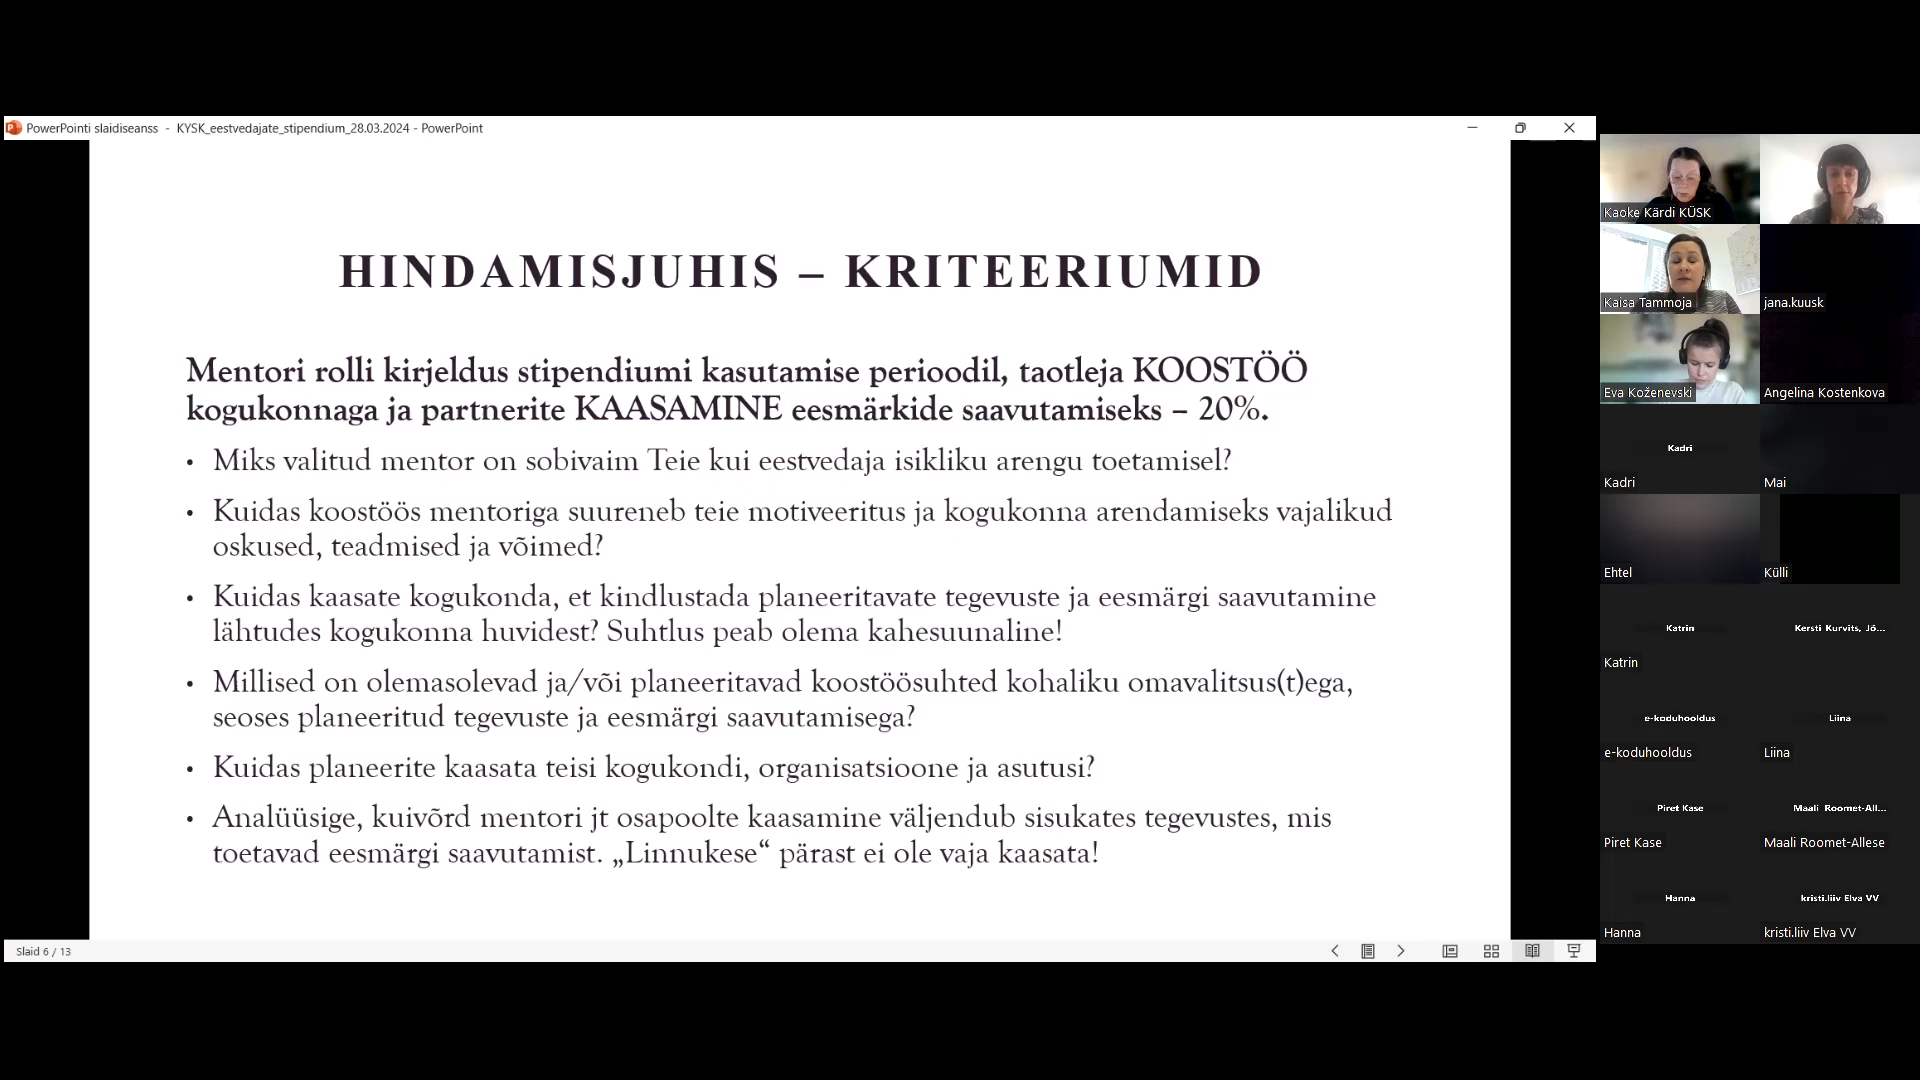 PowerPointi slaidiseanss - KYSK_eestvedajate_stipendium_28.03.2024 - PowerPoint
HINDAMISJUHIS – KRITEERIUMID
Mentori rolli kirjeldus stipendiumi kasutamise perioodil, taotleja KOOSTÖÖ
kogukonnaga ja partnerite KAASAMINE eesmärkide saavutamiseks – 20%.
• Miks valitud mentor on sobivaim Teie kui eestvedaja isikliku arengu toetamisel?
• Kuidas koostöös mentoriga suureneb teie motiveeritus ja kogukonna arendamiseks vajalikud
oskused, teadmised ja võimed?
• Kuidas kaasate kogukonda, et kindlustada planeeritavate tegevuste ja eesmärgi saavutamine
lähtudes kogukonna huvidest? Suhtlus peab olema kahesuunaline!
• Millised on olemasolevad ja/või planeeritavad koostöösuhted kohaliku omavalitsus(t)ega,
seoses planeeritud tegevuste ja eesmärgi saavutamisega?
• Kuidas planeerite kaasata teisi kogukondi, organisatsioone ja asutusi?
• Analüüsige, kuivõrd mentori jt osapoolte kaasamine väljendub sisukates tegevustes, mis
toetavad eesmärgi saavutamist. „Linnukese“ pärast ei ole vaja kaasata!
Slaid 6 / 13
Kaoke Kärdi KÜSK
Kaisa Tammoja
jana.kuusk
Eva Koženevski
Angelina Kostenkova
Kadri
Kadri
Mai
Ehtel
Külli
Katrin
Kersti Kurvits, Jõ...
Katrin
e-koduhooldus
Liina
e-koduhooldus
Liina
Piret Kase
Maali Roomet-All...
Piret Kase
Maali Roomet-Allese
Hanna
kristi.liiv Elva VV
Hanna
kristi.liiv Elva VV